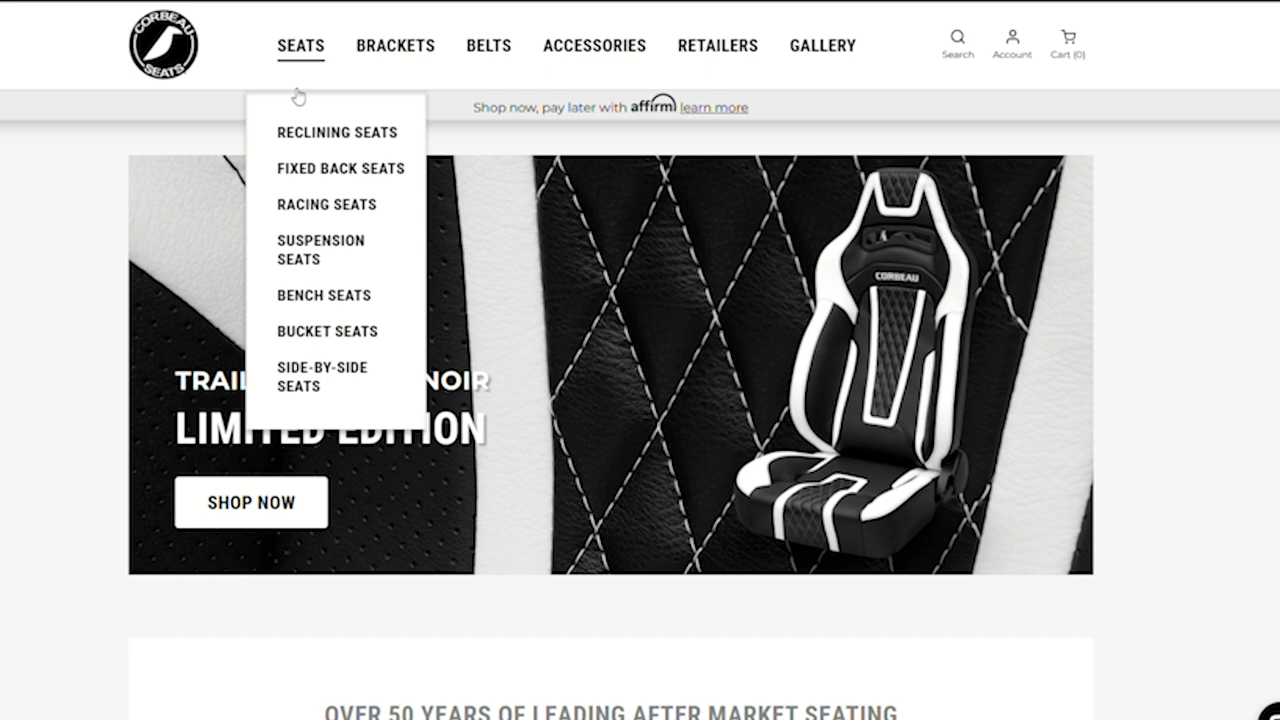 CORBEAU
SEATS
SEATS
BRACKETS
BELTS
ACCESSORIES
RETAILERS
GALLERY
Search
Account
Cart (0)
Shop now, pay later with affirm learn more
RECLINING SEATS
FIXED BACK SEATS
RACING SEATS
SUSPENSION
SEATS
BENCH SEATS
BUCKET SEATS
SIDE-BY-SIDE
SEATS
CORBEAU
NOIR
LIMITED EDITION
SHOP NOW
OVER 50 YEARS OF LEADING AFTER MARKET SEATING